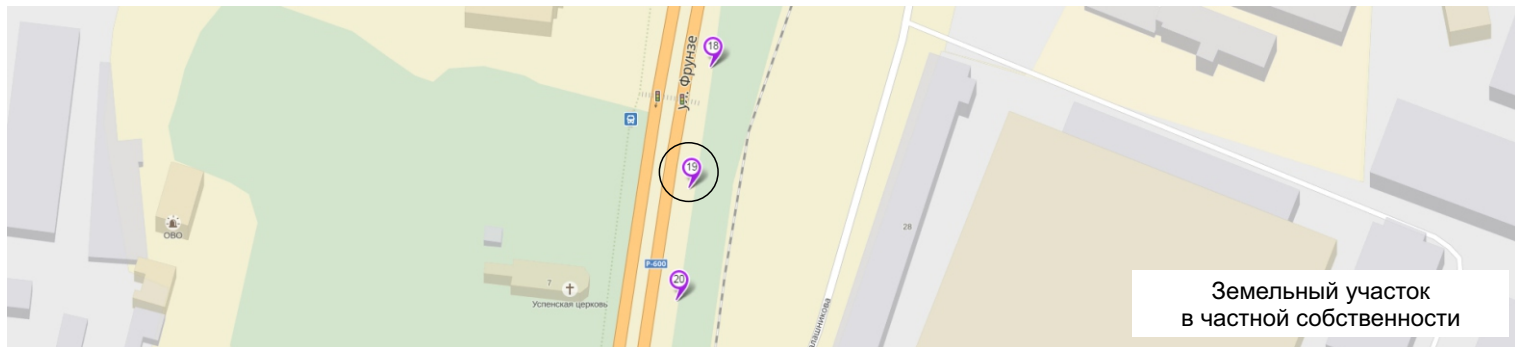 18
ул. Фрунзе
19
ОВО
28
Р-600
20
7
Успенская церковь
Земельный участок
в частной собственности